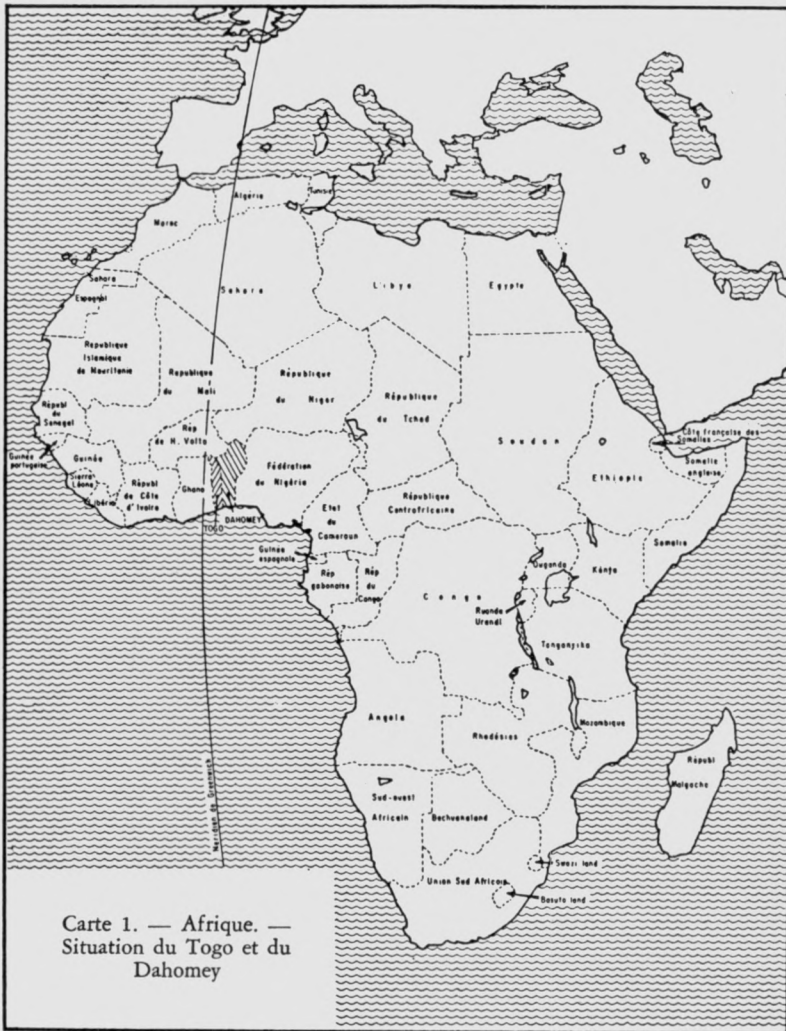 Maroc
Algérie
Tunisie
Sahara
Espagnol
Sahara
Libye
Egypte
République
Islamique
de Mauritanie
République
du Mali
République
du Niger
République
du Tchad
Soudan
Côte française des
Somalies
Somalie
anglaise
Républ
du Sénégal
Guinée
portugaise
Guinée
Sierra
Léone
Libéria
Républ
de Côte
d'Ivoire
Rép
de H. Volta
Ghana
TOGO
DAHOMEY
Fédération
du Nigéria
Etat
du
Cameroun
République
Centrafricaine
Ethiopie
Somalie
Guinée
espagnole
Rép
gabonaise
Rép
du
Congo
Congo
Ouganda
Kénya
Ruanda
Urundi
Tanganyika
Angola
Rhodésies
Mozambique
Républ
Malgache
Sud-ouest
Africain
Bechuanaland
Union Sud Africain
Swazi land
Basuto land
Meridien de Greenwich
Carte 1. — Afrique. —
Situation du Togo et du
Dahomey